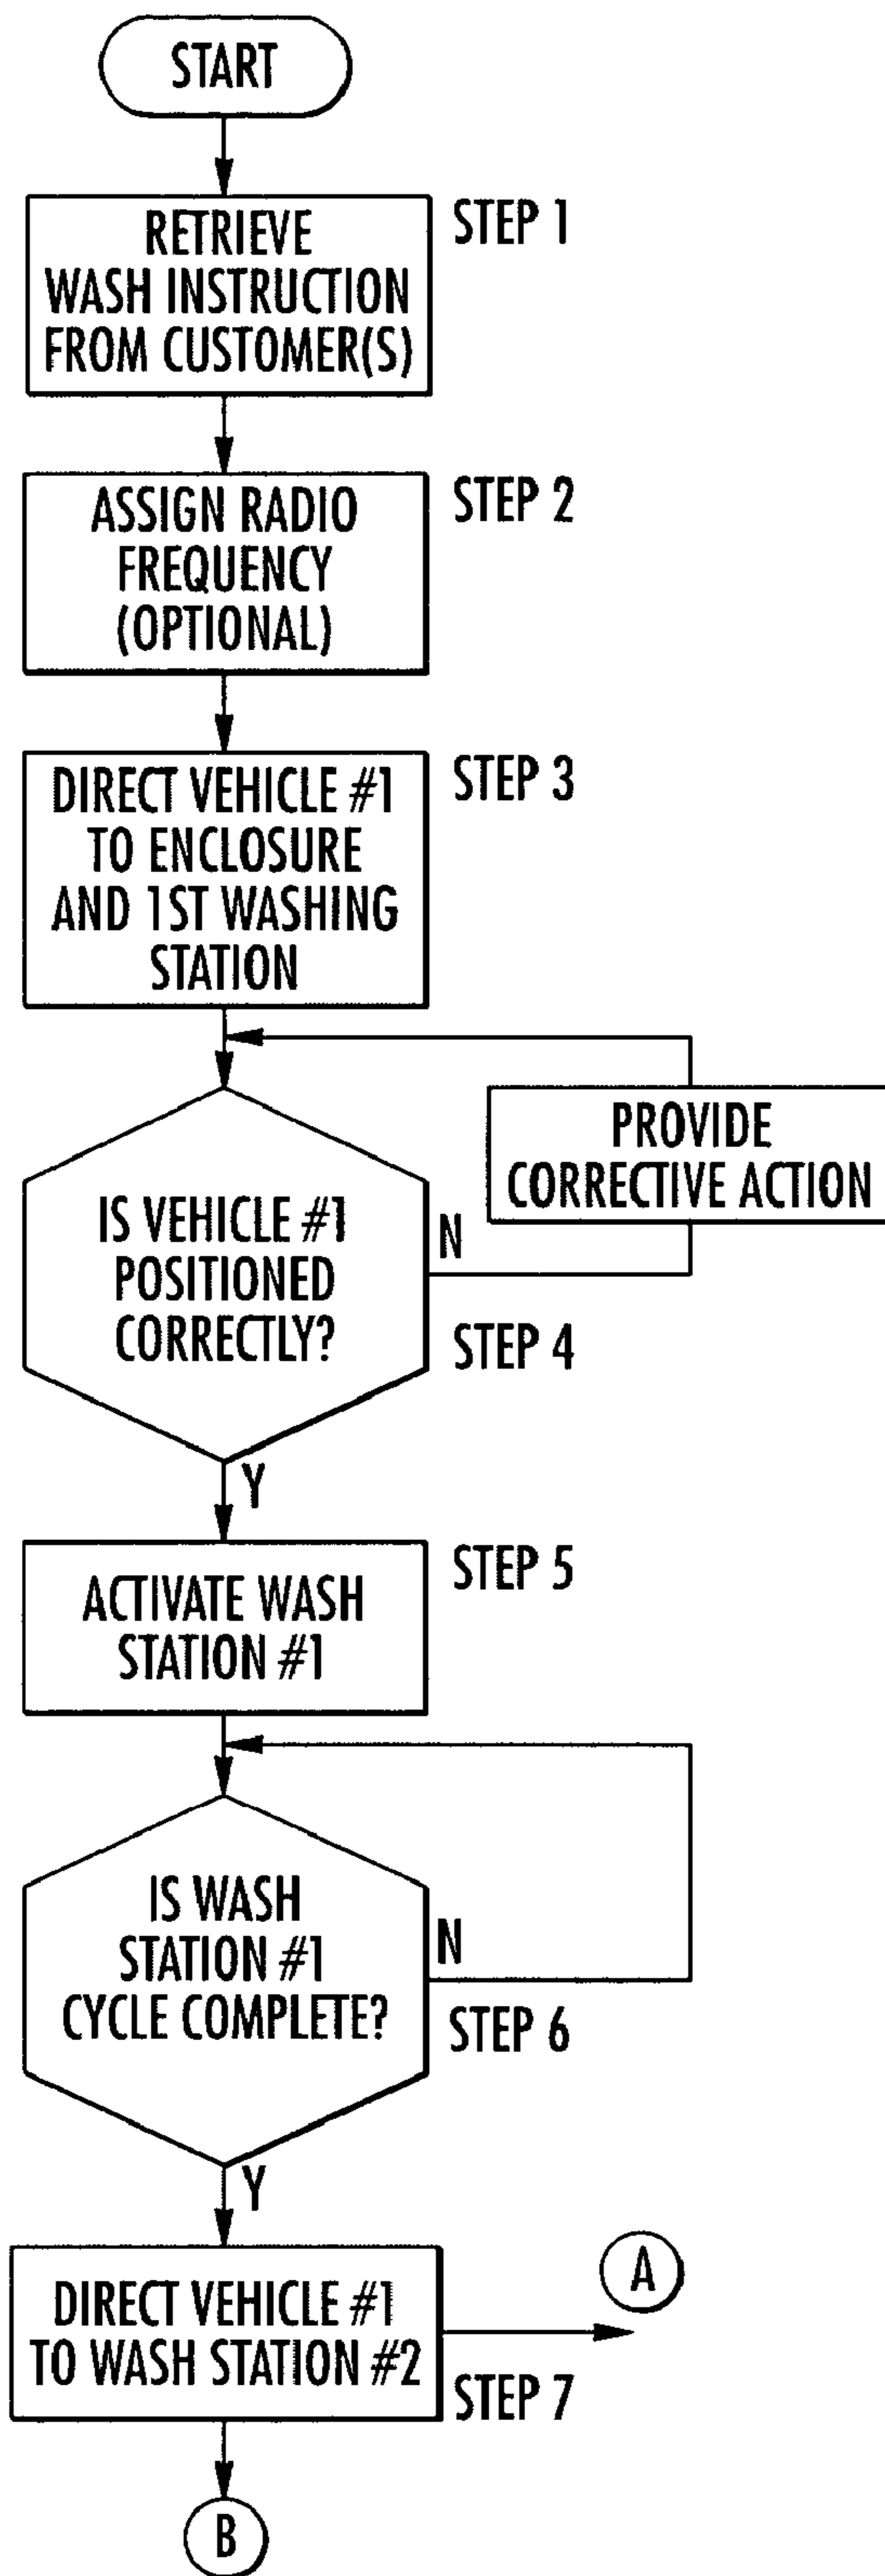 START
RETRIEVE
WASH INSTRUCTION
FROM CUSTOMER(S)
STEP 1
ASSIGN RADIO
FREQUENCY
(OPTIONAL)
STEP 2
DIRECT VEHICLE #1
TO ENCLOSURE
AND 1ST WASHING
STATION
STEP 3
PROVIDE
CORRECTIVE ACTION
IS VEHICLE #1
POSITIONED
CORRECTLY?
N
STEP 4
Y
ACTIVATE WASH
STATION #1
STEP 5
IS WASH
STATION #1
CYCLE COMPLETE?
N
STEP 6
Y
DIRECT VEHICLE #1
TO WASH STATION #2
A
STEP 7
B